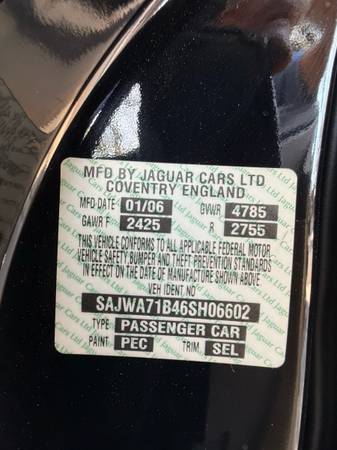 MFD BY JAGUAR CARS LTD
COVENTRY ENGLAND
MFD DATE 01/06 GVWR 4785
GAWR F 2425 R 2755
THIS VEHICLE CONFORMS TO ALL APPLICABLE FEDERAL MOTOR
VEHICLE SAFETY, BUMPER AND THEFT PREVENTION STANDARDS
IN EFFECT ON THE DATE OF MANUFACTURE SHOWN ABOVE.
VEH IDENT NO
SAJWA71B46SH06602
TYPE PASSENGER CAR
PAINT PEC TRIM SEL